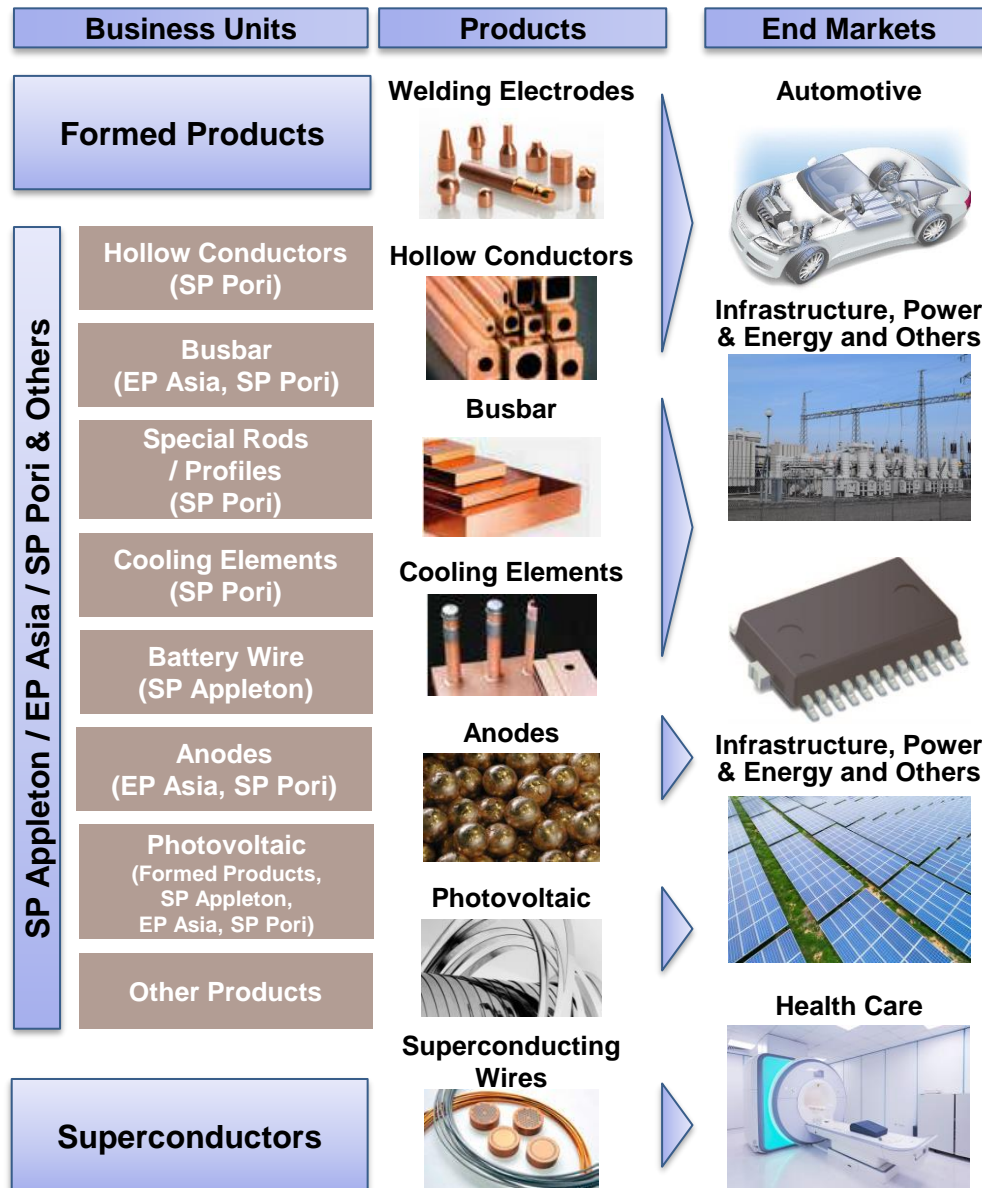 Business Units
Products
End Markets
Formed Products
SP Appleton / EP Asia / SP Pori & Others
Hollow Conductors
(SP Pori)
Busbar
(EP Asia, SP Pori)
Special Rods
/ Profiles
(SP Pori)
Cooling Elements
(SP Pori)
Battery Wire
(SP Appleton)
Anodes
(EP Asia, SP Pori)
Photovoltaic
(Formed Products,
SP Appleton,
EP Asia, SP Pori)
Other Products
Superconductors
Welding Electrodes
Hollow Conductors
Busbar
Cooling Elements
Anodes
Photovoltaic
Superconducting
Wires
Automotive
Infrastructure, Power
& Energy and Others
Infrastructure, Power
& Energy and Others
Health Care